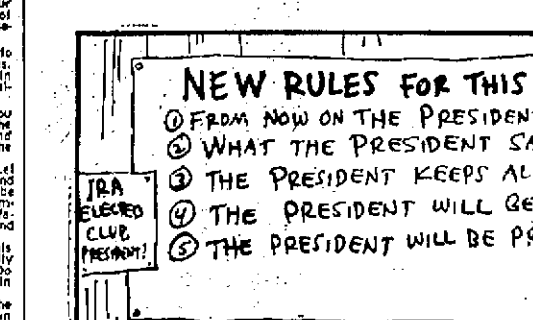 NEW RULES FOR THIS
① FROM NOW ON THE PRESIDENT
② WHAT THE PRESIDENT SA
③ THE PRESIDENT KEEPS AL
④ THE PRESIDENT WILL BE
⑤ THE PRESIDENT WILL BE PR
IRA
ELECTED
CLUB
PRESIDENT!